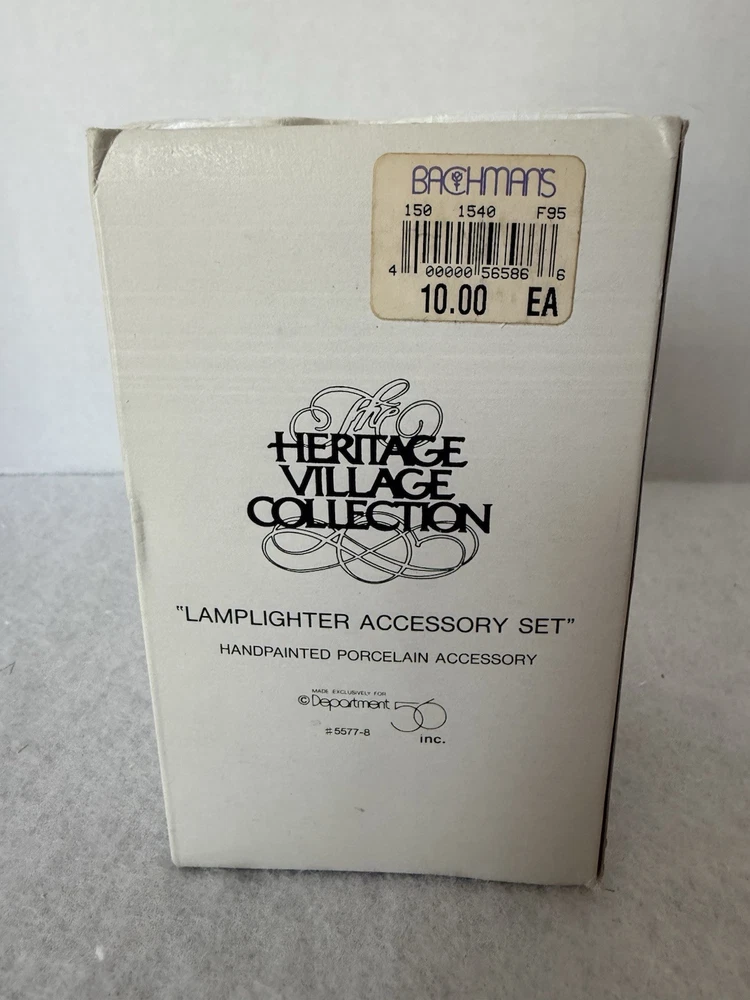 BACHMAN'S
150 1540 F95
4 00000 56586 6
10.00 EA
The
HERITAGE
VILLAGE
COLLECTION
"LAMPLIGHTER ACCESSORY SET"
HANDPAINTED PORCELAIN ACCESSORY
MADE EXCLUSIVELY FOR
© Department 56
#5577-8 inc.